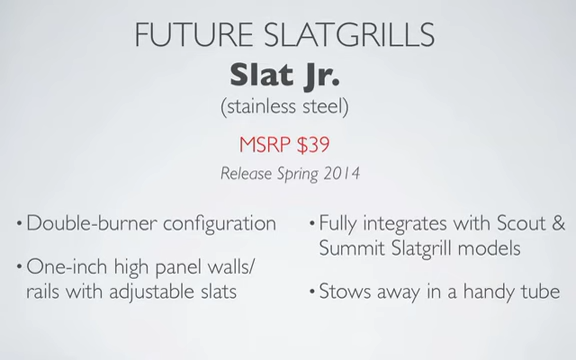 FUTURE SLATGRILLS
Slat Jr.
(stainless steel)
MSRP $39
Release Spring 2014
• Double-burner configuration
• One-inch high panel walls/
rails with adjustable slats
• Fully integrates with Scout &
Summit Slatgrill models
• Stows away in a handy tube